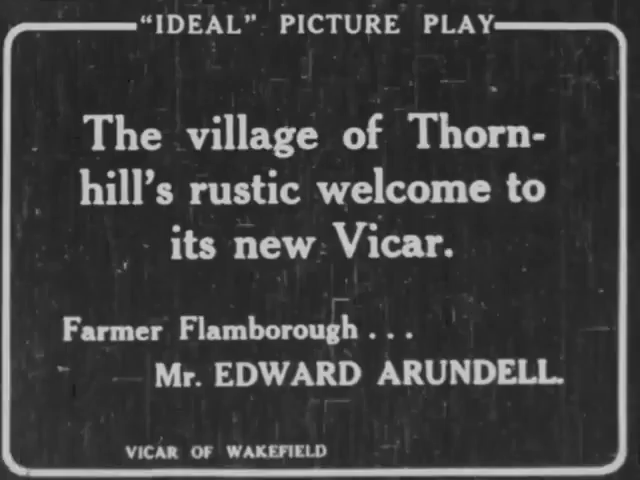 "IDEAL" PICTURE PLAY
The village of Thorn-
hill's rustic welcome to
its new Vicar.
Farmer Flamborough . . .
Mr. EDWARD ARUNDELL.
VICAR OF WAKEFIELD